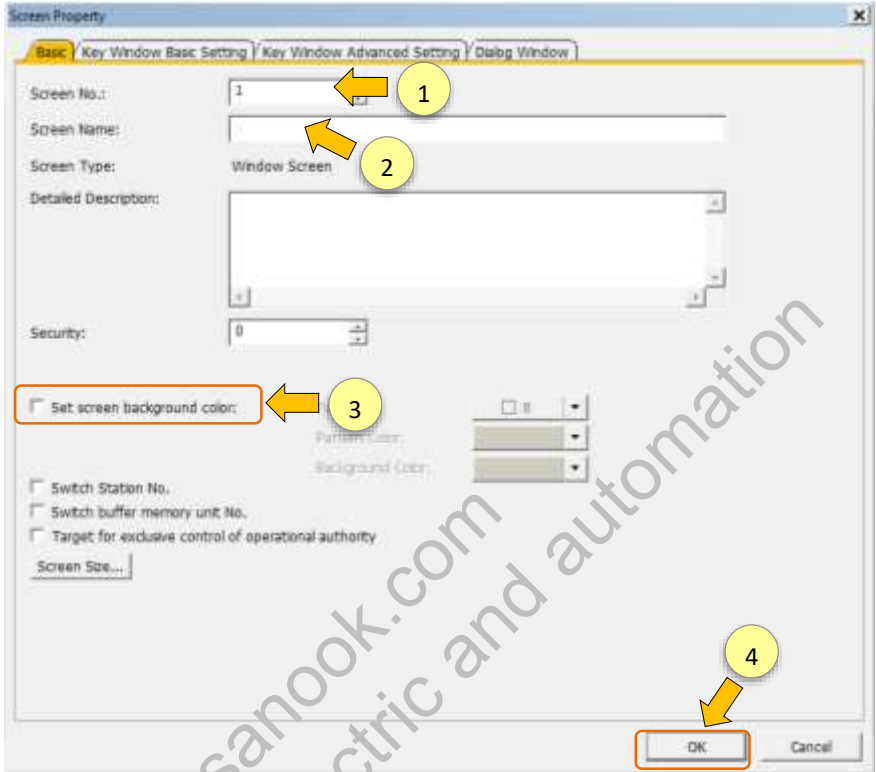 Screen Property
Basic Key Window Basic Setting Key Window Advanced Setting Dialog Window
Screen No.: 1
1
Screen Name:
2
Screen Type: Window Screen
Detailed Description:
Security: 0
Set screen background color: 8
3
Pattern Color:
Background Color:
Switch Station No.
Switch buffer memory unit No.
Target for exclusive control of operational authority
Screen Size...
4
OK Cancel
sanook.com
ctric and automation